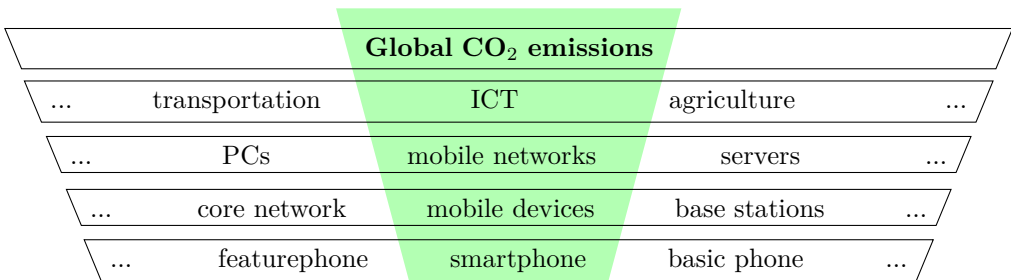 Global CO₂ emissions
... transportation ICT agriculture ...
... PCs mobile networks servers ...
... core network mobile devices base stations ...
... featurephone smartphone basic phone ...